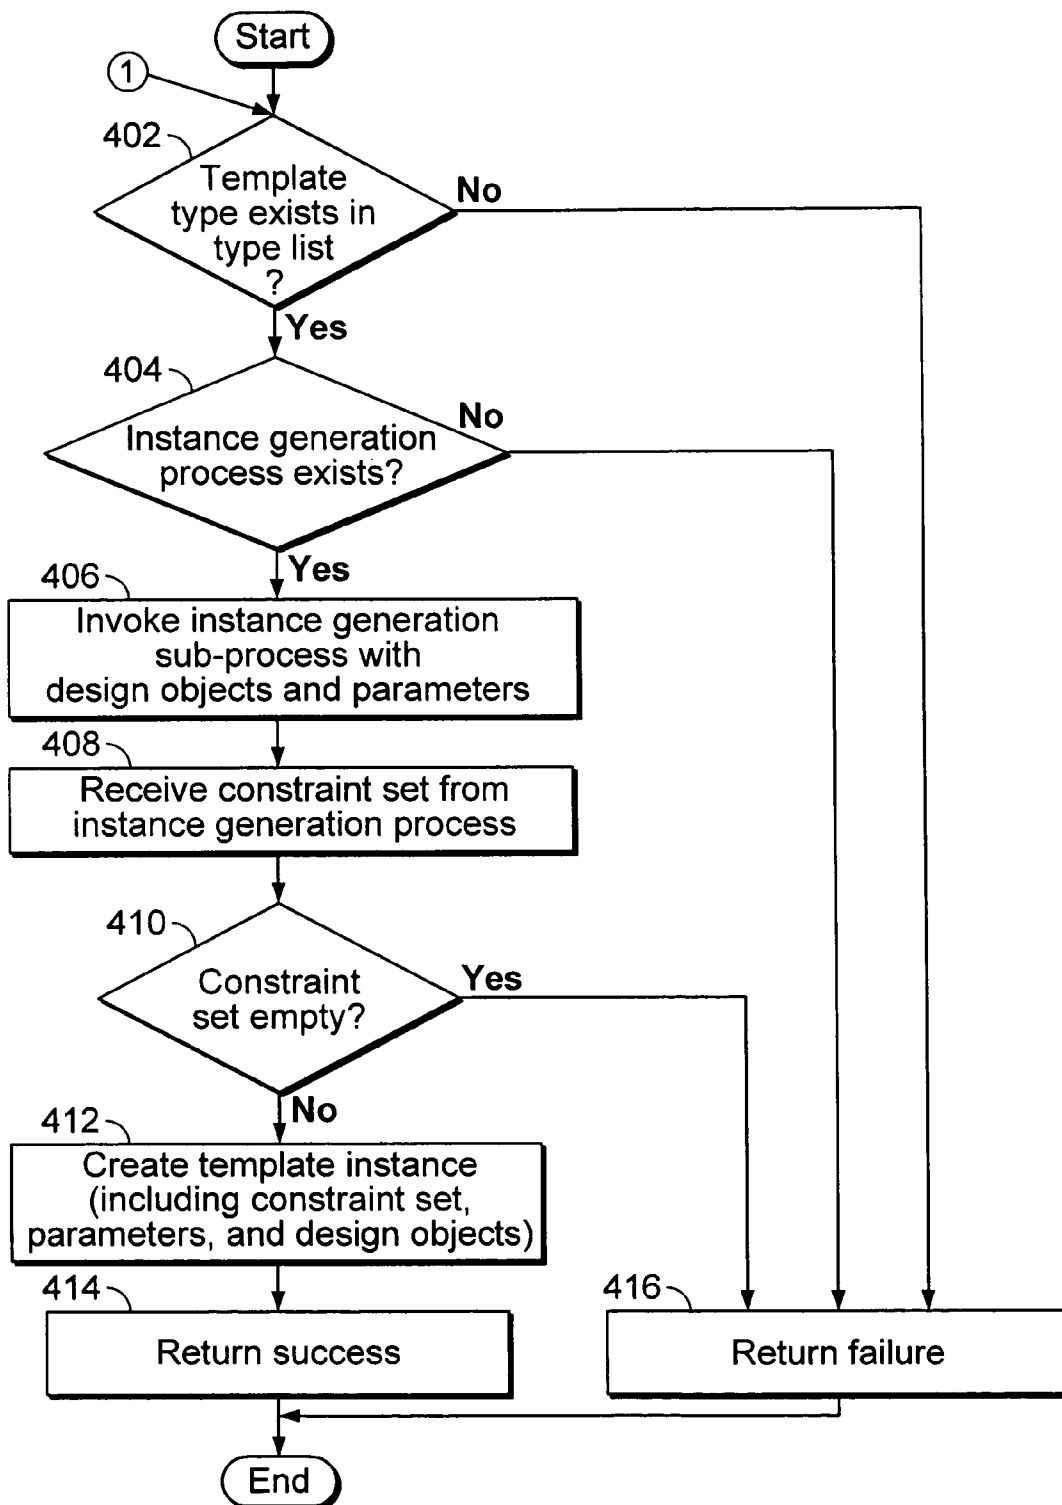 Start
1
402
Template
type exists in
type list
?
No
Yes
404
Instance generation
process exists?
No
Yes
406
Invoke instance generation
sub-process with
design objects and parameters
408
Receive constraint set from
instance generation process
410
Constraint
set empty?
Yes
No
412
Create template instance
(including constraint set,
parameters, and design objects)
414
Return success
416
Return failure
End